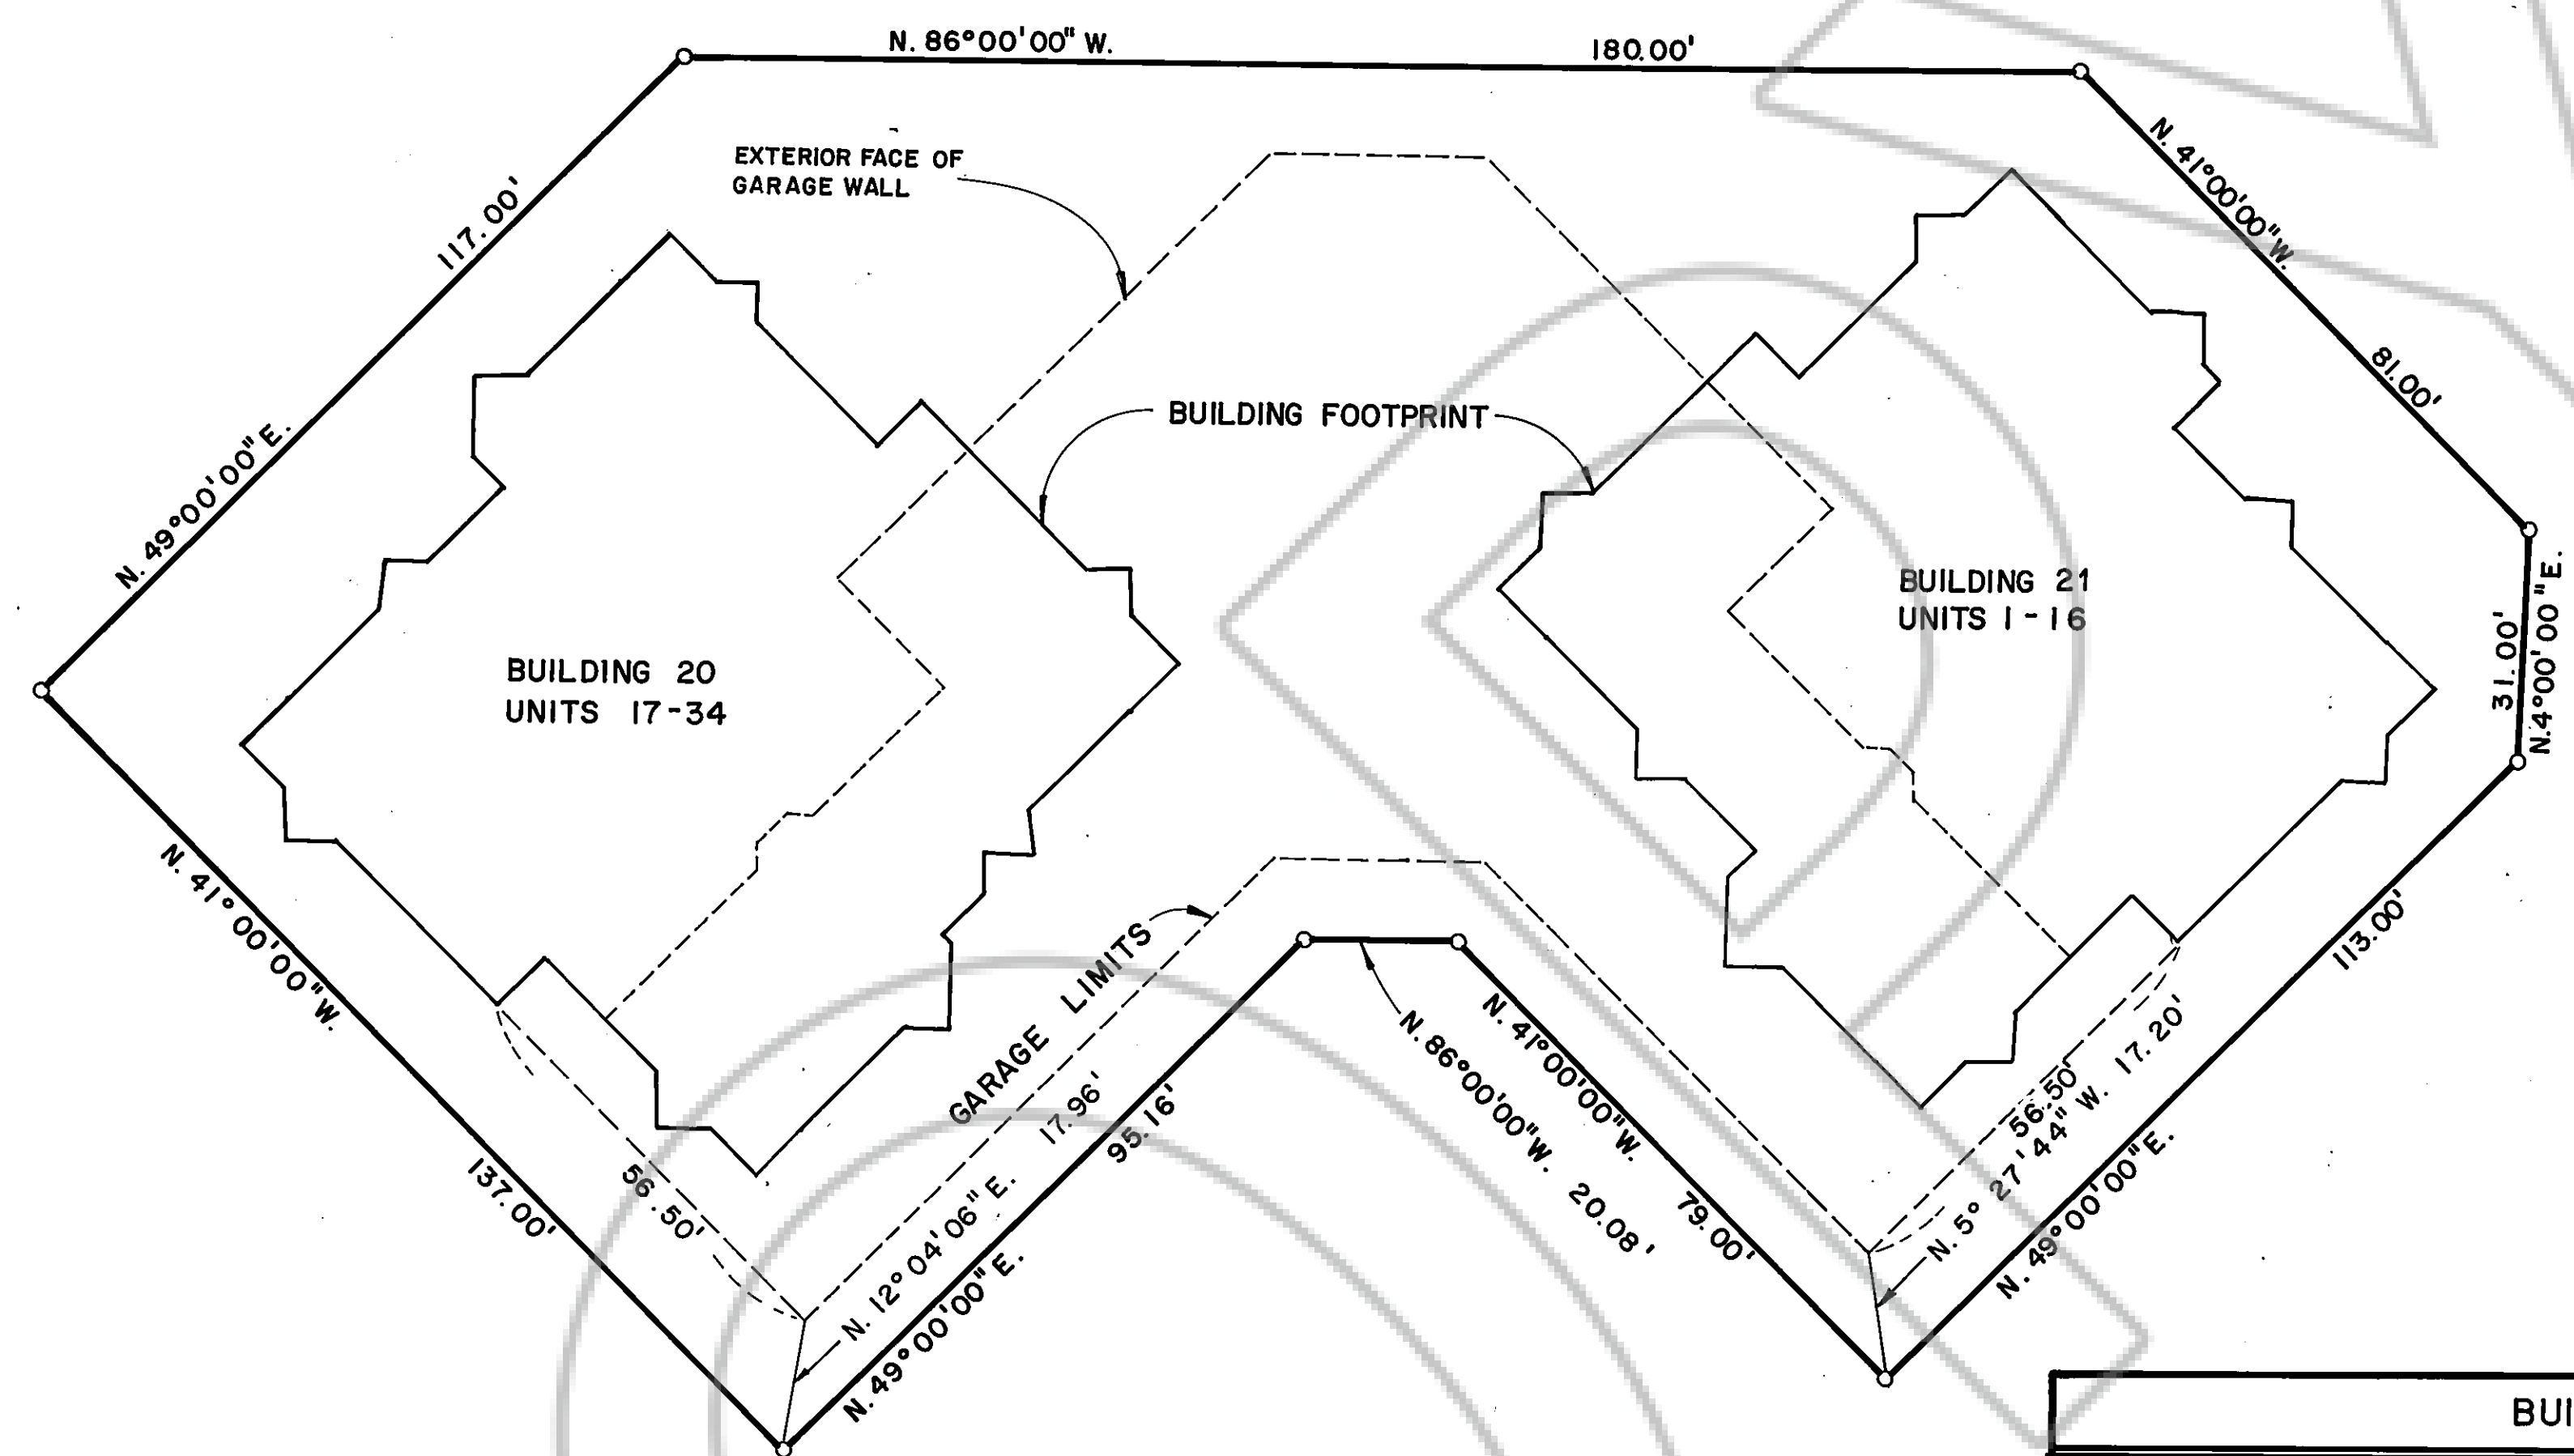 N. 86°00'00" W.
180.00'
EXTERIOR FACE OF
GARAGE WALL
117.00'
N. 49°00'00" E.
N. 41°00'00" W.
81.00'
BUILDING FOOTPRINT
BUILDING 21
UNITS 1-16
31.00'
N. 4°00'00" E.
BUILDING 20
UNITS 17-34
N. 41°00'00" W.
137.00'
56.50'
GARAGE LIMITS
N. 12°04'06" E. 17.96'
N. 49°00'00" E.
95.16'
N. 86°00'00" W. 20.08'
N. 41°00'00" W.
79.00'
56.50'
N. 5° 27'44" W. 17.20'
N. 49°00'00" E.
113.00'
BUI